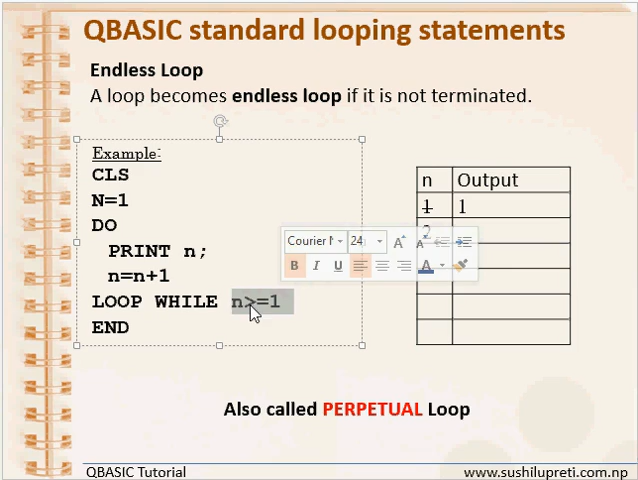 QBASIC standard looping statements
Endless Loop
A loop becomes endless loop if it is not terminated.
Example:
CLS
N=1
DO
PRINT n;
n=n+1
LOOP WHILE n>=1
END
n Output
1 1
2
Courier N 24 A A
B I U A
Also called PERPETUAL Loop
QBASIC Tutorial
www.sushilupreti.com.np